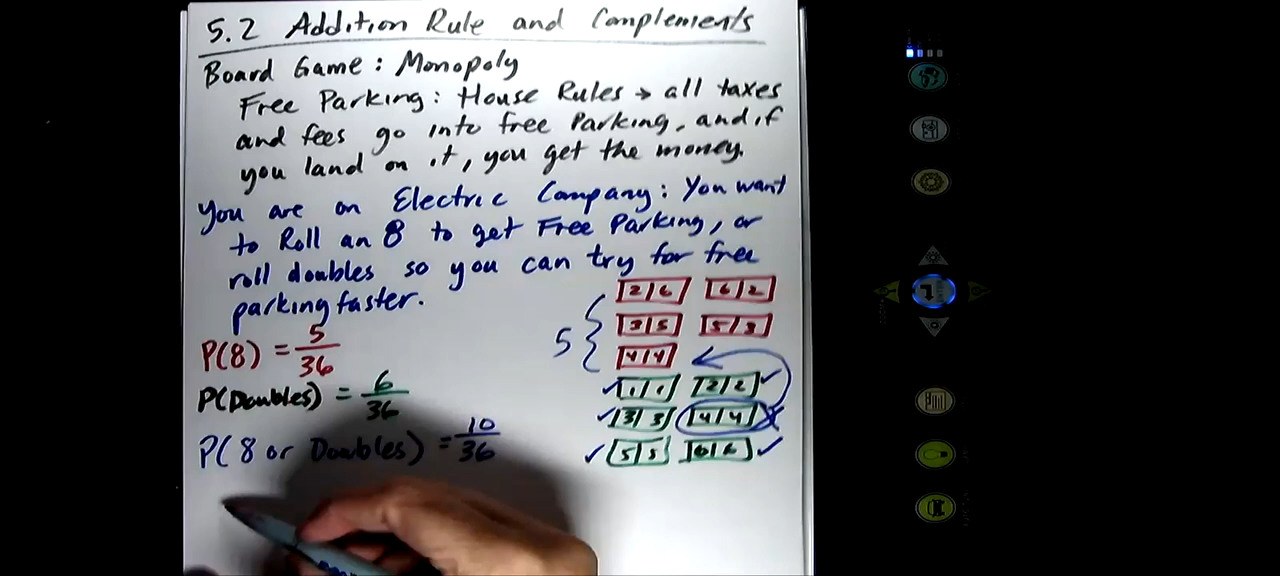 5.2 Addition Rule and Complements
Board Game: Monopoly
Free Parking: House Rules → all taxes
and fees go into free Parking, and if
you land on it, you get the money.
You are on Electric Company: You want
to Roll an 8 to get Free Parking, or
roll doubles so you can try for free
parking faster.
2|6 6|2
3|5 5|3
5 { 4|4
P(8) = 5/36
✓ 1|1 2|2 ✓
P(Doubles) = 6/36
✓ 3|3 4|4 ✗
P(8 or Doubles) = 10/36
✓ 5|5 6|6 ✓